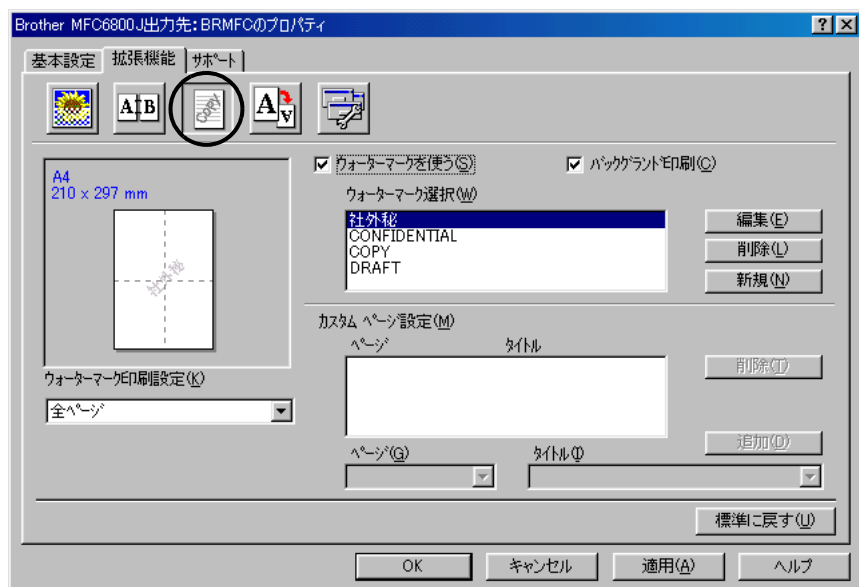 Brother MFC6800J出力先：BRMFCのプロパティ
基本設定 拡張機能 ｻﾎﾟｰﾄ
A B COPY A A
A4
210 x 297 mm
社外秘
ｳｫｰﾀｰﾏｰｸを使う(S) ﾊﾞｯｸｸﾞﾗﾝﾄﾞ印刷(C)
ｳｫｰﾀｰﾏｰｸ選択(W)
社外秘
CONFIDENTIAL
COPY
DRAFT
編集(E)
削除(L)
新規(N)
ｶｽﾀﾑ ﾍﾟｰｼﾞ設定(M)
ﾍﾟｰｼﾞ ﾀｲﾄﾙ
削除(T)
ｳｫｰﾀｰﾏｰｸ印刷設定(K)
全ﾍﾟｰｼﾞ
追加(D)
ﾍﾟｰｼﾞ(G) ﾀｲﾄﾙ(I)
標準に戻す(U)
OK キャンセル 適用(A) ヘルプ